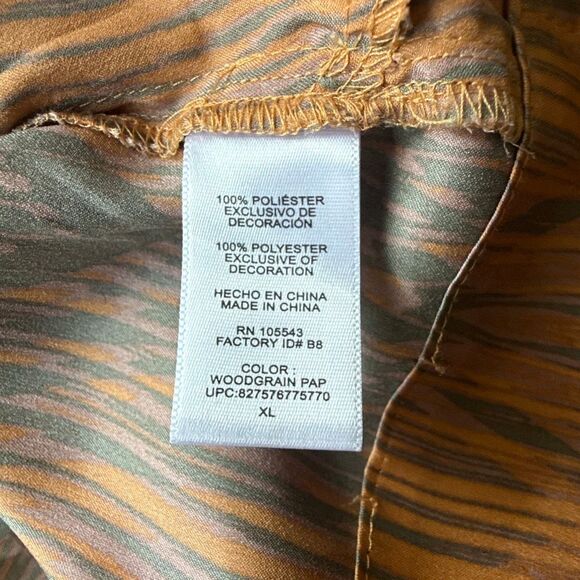 100% POLIÉSTER
EXCLUSIVO DE
DECORACIÓN
100% POLYESTER
EXCLUSIVE OF
DECORATION
HECHO EN CHINA
MADE IN CHINA
RN 105543
FACTORY ID# B8
COLOR :
WOODGRAIN PAP
UPC:827576775770
XL